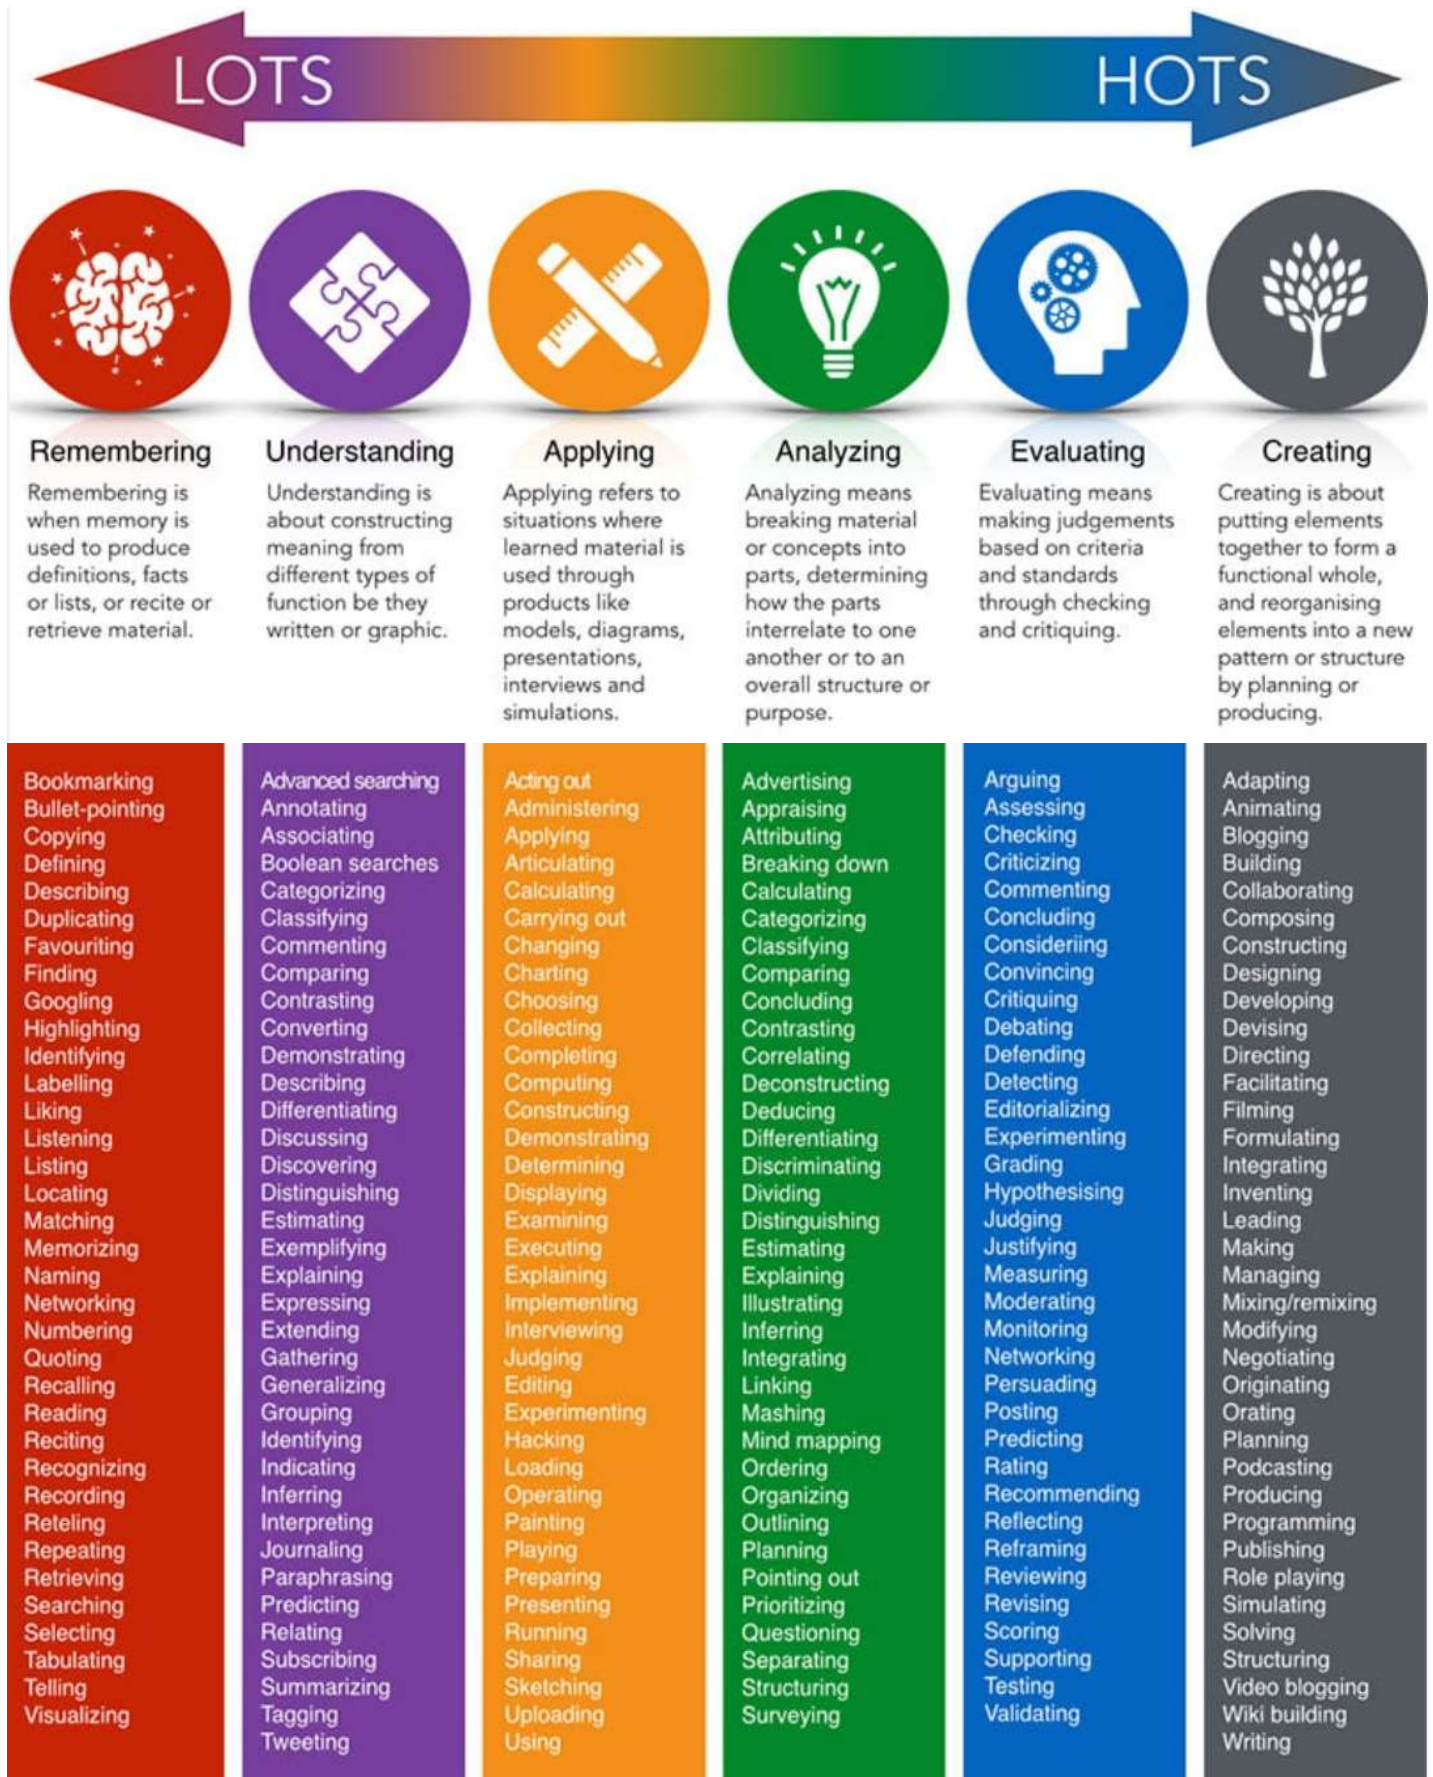 LOTS
HOTS
Remembering
Remembering is
when memory is
used to produce
definitions, facts
or lists, or recite or
retrieve material.
Understanding
Understanding is
about constructing
meaning from
different types of
function be they
written or graphic.
Applying
Applying refers to
situations where
learned material is
used through
products like
models, diagrams,
presentations,
interviews and
simulations.
Analyzing
Analyzing means
breaking material
or concepts into
parts, determining
how the parts
interrelate to one
another or to an
overall structure or
purpose.
Evaluating
Evaluating means
making judgements
based on criteria
and standards
through checking
and critiquing.
Creating
Creating is about
putting elements
together to form a
functional whole,
and reorganising
elements into a new
pattern or structure
by planning or
producing.
Bookmarking
Bullet-pointing
Copying
Defining
Describing
Duplicating
Favouriting
Finding
Googling
Highlighting
Identifying
Labelling
Liking
Listening
Listing
Locating
Matching
Memorizing
Naming
Networking
Numbering
Quoting
Recalling
Reading
Reciting
Recognizing
Recording
Reteling
Repeating
Retrieving
Searching
Selecting
Tabulating
Telling
Visualizing
Advanced searching
Annotating
Associating
Boolean searches
Categorizing
Classifying
Commenting
Comparing
Contrasting
Converting
Demonstrating
Describing
Differentiating
Discussing
Discovering
Distinguishing
Estimating
Exemplifying
Explaining
Expressing
Extending
Gathering
Generalizing
Grouping
Identifying
Indicating
Inferring
Interpreting
Journaling
Paraphrasing
Predicting
Relating
Subscribing
Summarizing
Tagging
Tweeting
Acting out
Administering
Applying
Articulating
Calculating
Carrying out
Changing
Charting
Choosing
Collecting
Completing
Computing
Constructing
Demonstrating
Determining
Displaying
Examining
Executing
Explaining
Implementing
Interviewing
Judging
Editing
Experimenting
Hacking
Loading
Operating
Painting
Playing
Preparing
Presenting
Running
Sharing
Sketching
Uploading
Using
Advertising
Appraising
Attributing
Breaking down
Calculating
Categorizing
Classifying
Comparing
Concluding
Contrasting
Correlating
Deconstructing
Deducing
Differentiating
Discriminating
Dividing
Distinguishing
Estimating
Explaining
Illustrating
Inferring
Integrating
Linking
Mashing
Mind mapping
Ordering
Organizing
Outlining
Planning
Pointing out
Prioritizing
Questioning
Separating
Structuring
Surveying
Arguing
Assessing
Checking
Criticizing
Commenting
Concluding
Consideriing
Convincing
Critiquing
Debating
Defending
Detecting
Editorializing
Experimenting
Grading
Hypothesising
Judging
Justifying
Measuring
Moderating
Monitoring
Networking
Persuading
Posting
Predicting
Rating
Recommending
Reflecting
Reframing
Reviewing
Revising
Scoring
Supporting
Testing
Validating
Adapting
Animating
Blogging
Building
Collaborating
Composing
Constructing
Designing
Developing
Devising
Directing
Facilitating
Filming
Formulating
Integrating
Inventing
Leading
Making
Managing
Mixing/remixing
Modifying
Negotiating
Originating
Orating
Planning
Podcasting
Producing
Programming
Publishing
Role playing
Simulating
Solving
Structuring
Video blogging
Wiki building
Writing